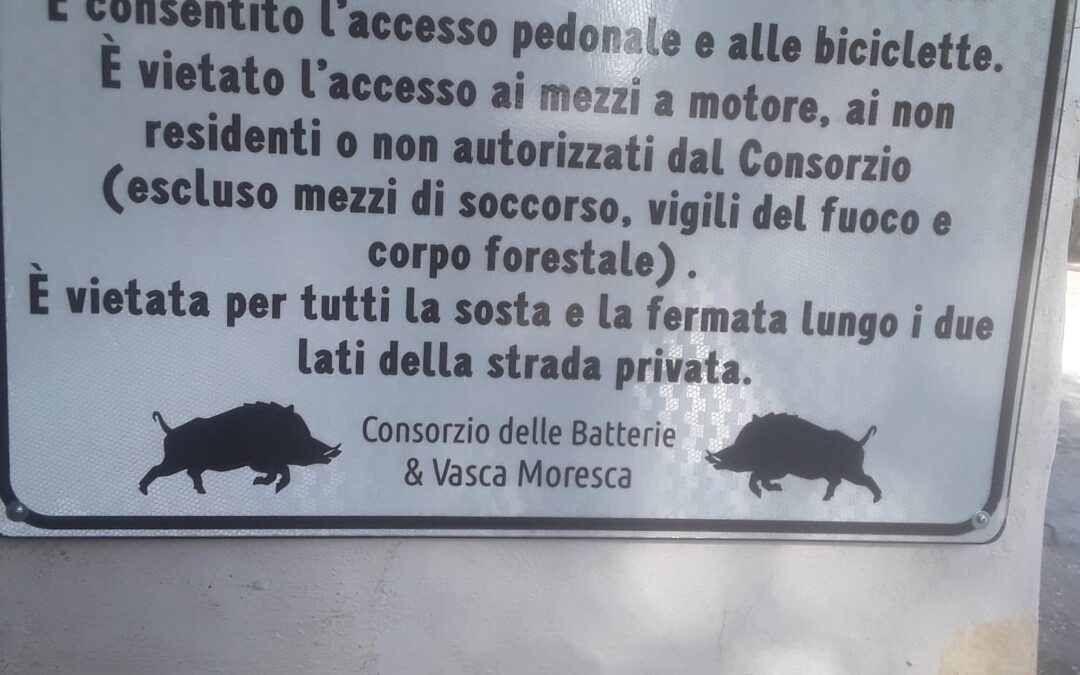 È consentito l'accesso pedonale e alle biciclette.
È vietato l'accesso ai mezzi a motore, ai non
residenti o non autorizzati dal Consorzio
(escluso mezzi di soccorso, vigili del fuoco e
corpo forestale) .
È vietata per tutti la sosta e la fermata lungo i due
lati della strada privata.
Consorzio delle Batterie
& Vasca Moresca